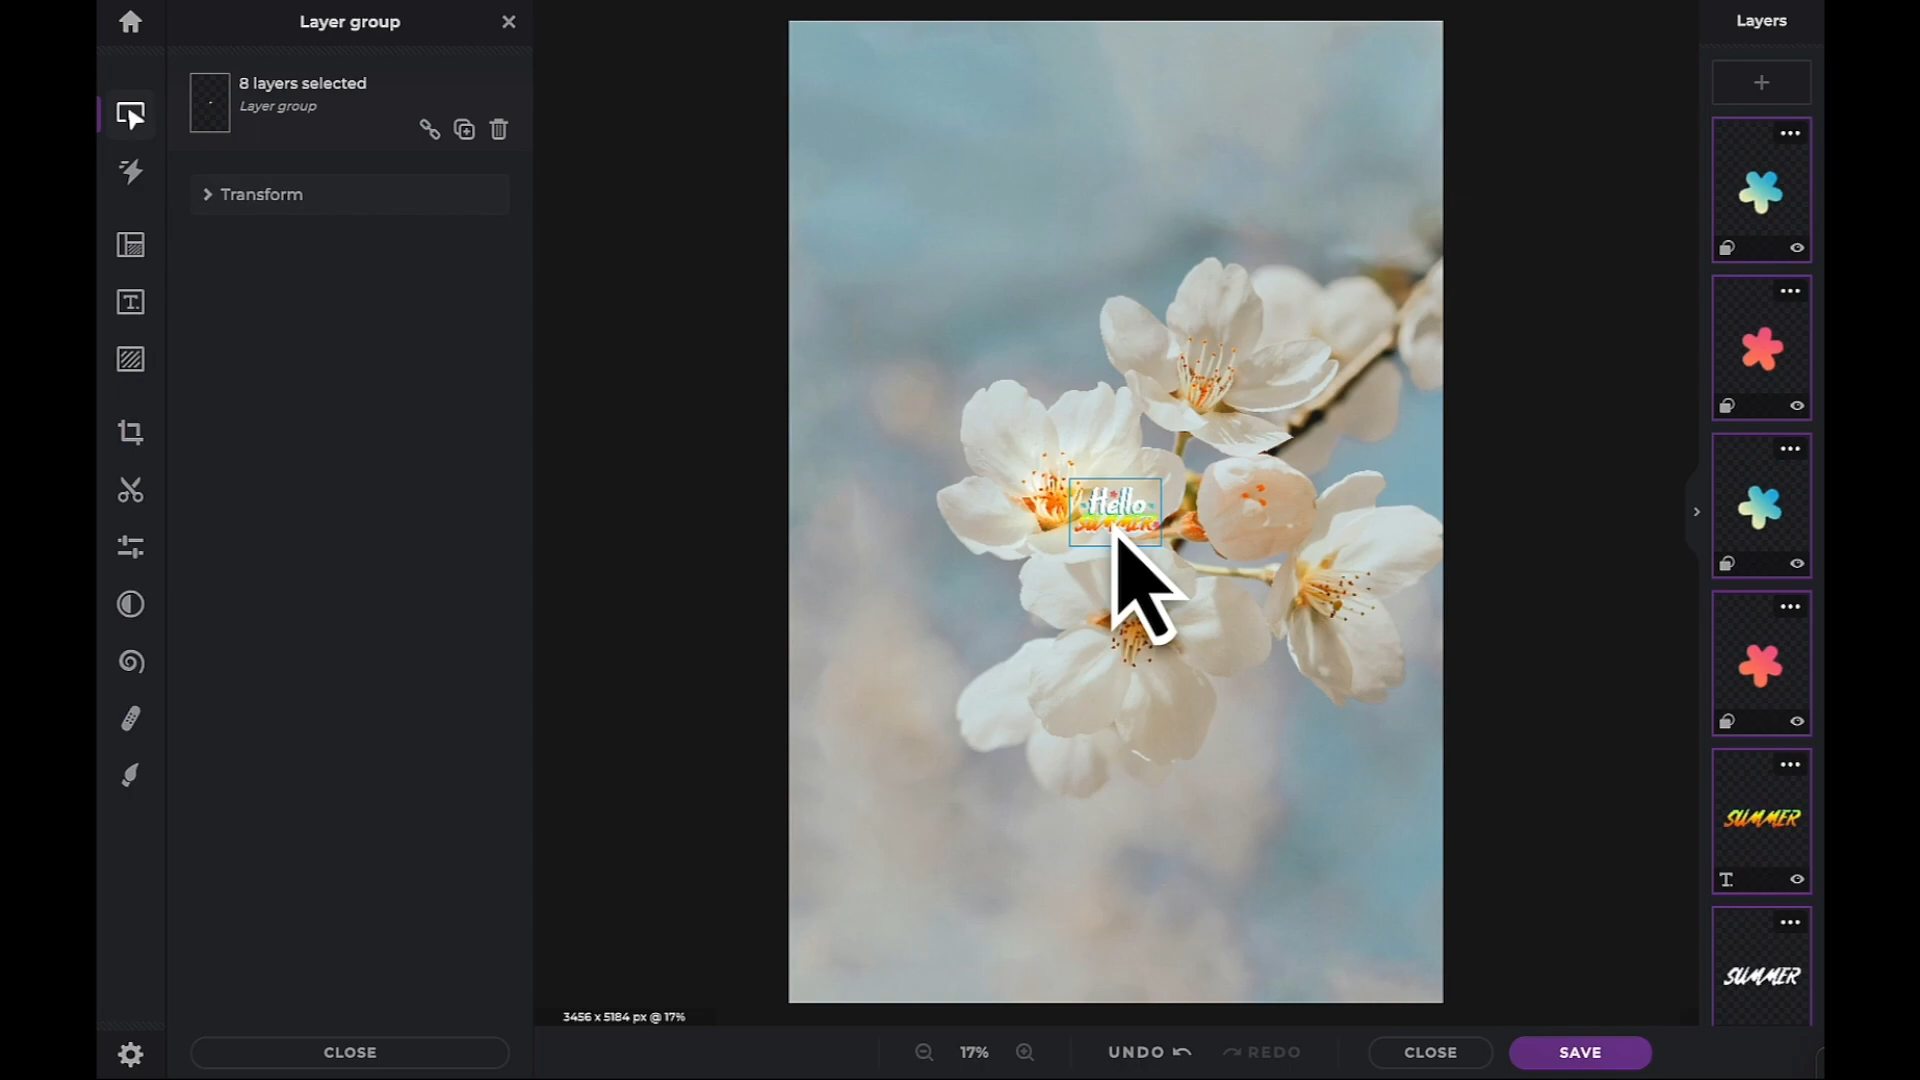 Layer group
Layers
8 layers selected
Layer group
Transform
Hello
SUMMER
SUMMER
SUMMER
3456 x 5184 px @ 17%
CLOSE
17%
UNDO
REDO
CLOSE
SAVE